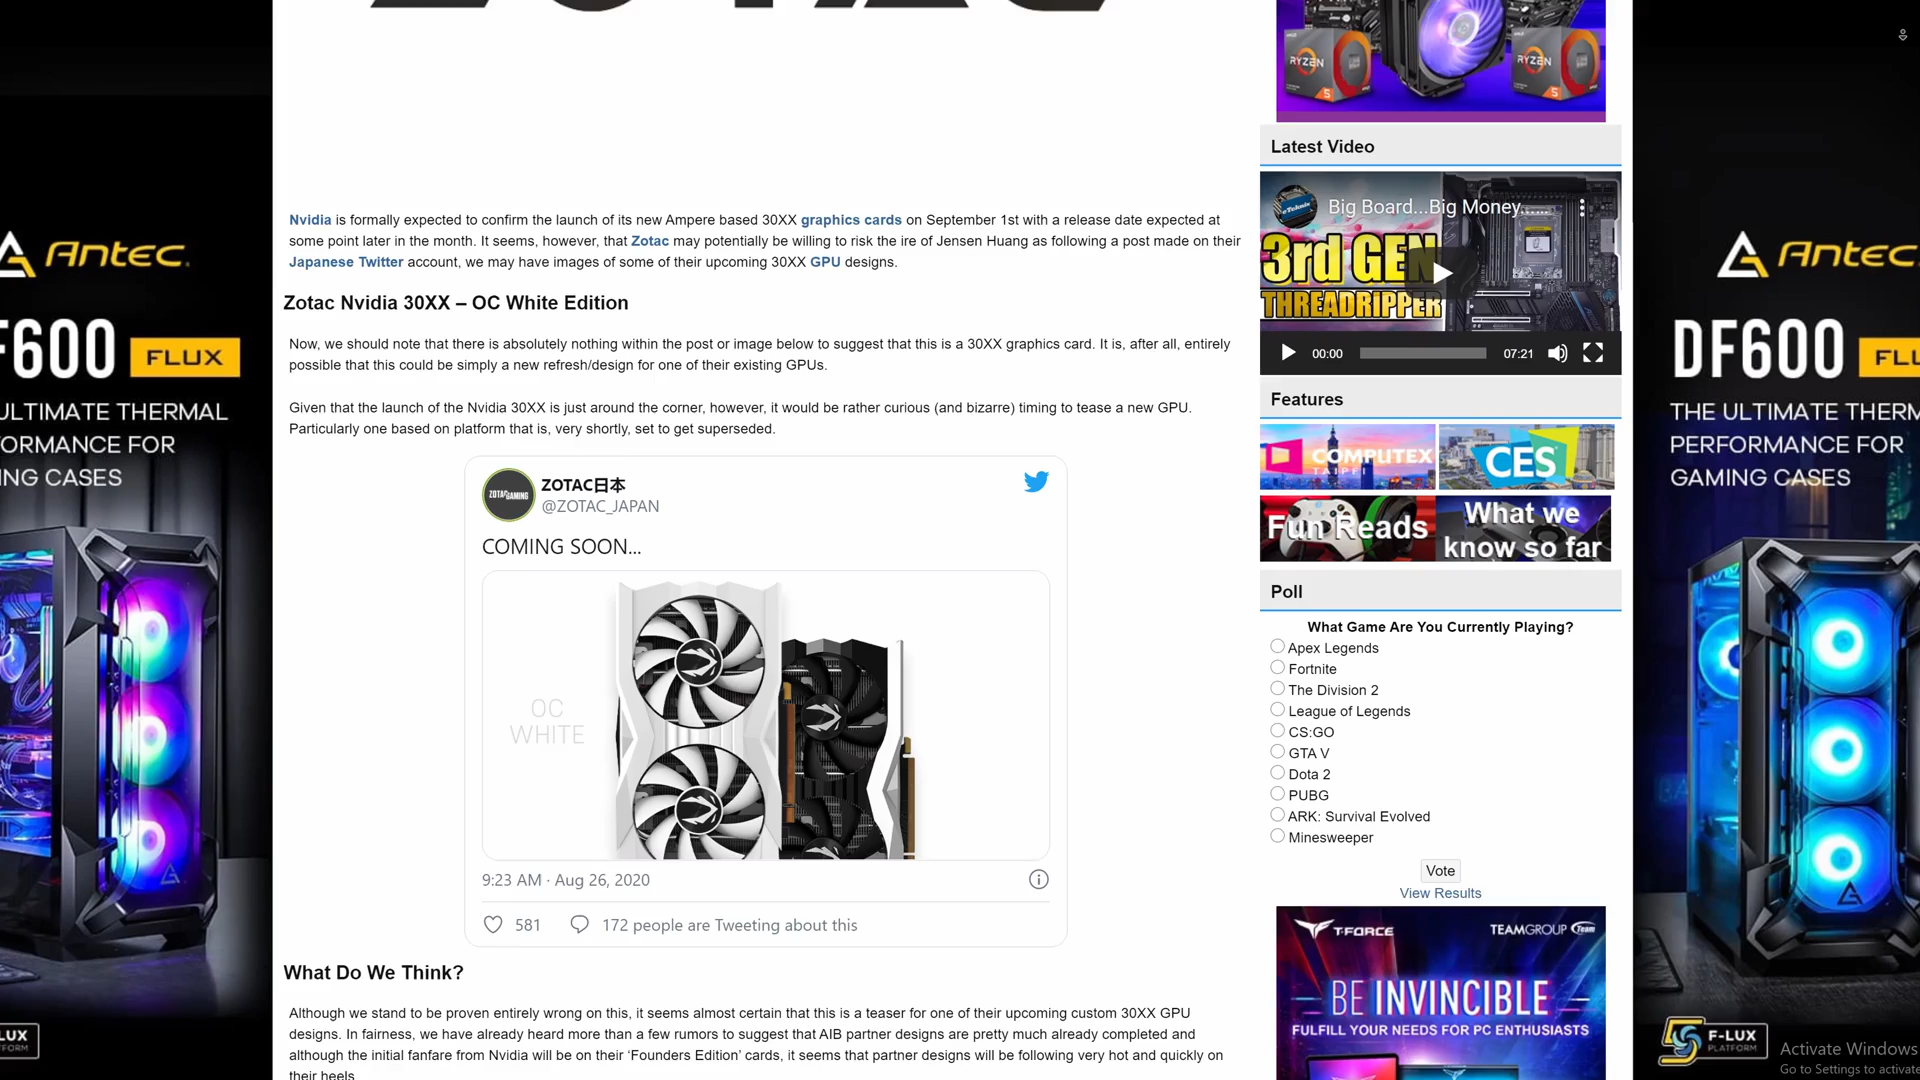 ZOTAC
Nvidia is formally expected to confirm the launch of its new Ampere based 30XX graphics cards on September 1st with a release date expected at
some point later in the month. It seems, however, that Zotac may potentially be willing to risk the ire of Jensen Huang as following a post made on their
Japanese Twitter account, we may have images of some of their upcoming 30XX GPU designs.
Zotac Nvidia 30XX – OC White Edition
Now, we should note that there is absolutely nothing within the post or image below to suggest that this is a 30XX graphics card. It is, after all, entirely
possible that this could be simply a new refresh/design for one of their existing GPUs.
Given that the launch of the Nvidia 30XX is just around the corner, however, it would be rather curious (and bizarre) timing to tease a new GPU.
Particularly one based on platform that is, very shortly, set to get superseded.
ZOTAC GAMING
ZOTAC日本
@ZOTAC_JAPAN
COMING SOON...
OC
WHITE
9:23 AM · Aug 26, 2020
581
172 people are Tweeting about this
What Do We Think?
Although we stand to be proven entirely wrong on this, it seems almost certain that this is a teaser for one of their upcoming custom 30XX GPU
designs. In fairness, we have already heard more than a few rumors to suggest that AIB partner designs are pretty much already completed and
although the initial fanfare from Nvidia will be on their ‘Founders Edition’ cards, it seems that partner designs will be following very hot and quickly on
their heels
RYZEN
5
RYZEN
5
Latest Video
eTeknix
Big Board...Big Money......
3rd GEN
THREADRIPPER
00:00
07:21
Features
COMPUTEX
TAIPEI
CES
Fun Reads
What we
know so far
Poll
What Game Are You Currently Playing?
Apex Legends
Fortnite
The Division 2
League of Legends
CS:GO
GTA V
Dota 2
PUBG
ARK: Survival Evolved
Minesweeper
Vote
View Results
T-FORCE
TEAMGROUP Team
BE INVINCIBLE
FULFILL YOUR NEEDS FOR PC ENTHUSIASTS
Antec
F600 FLUX
ULTIMATE THERMAL
ORMANCE FOR
ING CASES
LUX
FORM
Antec
DF600 FLU
THE ULTIMATE THERM
PERFORMANCE FOR
GAMING CASES
5
F-LUX
PLATFORM
Activate Windows
Go to Settings to activate